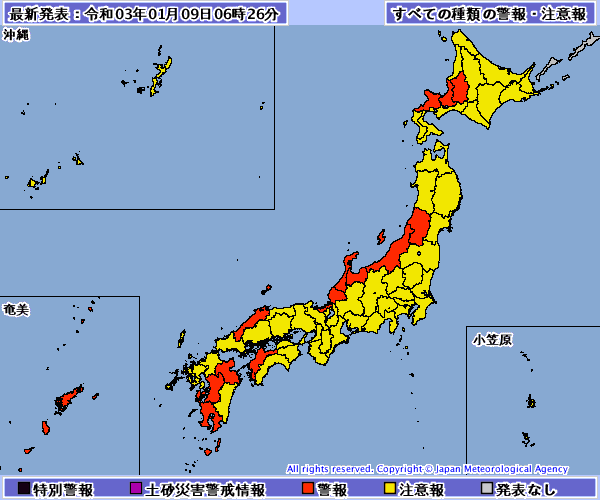 最新発表：令和03年01月09日06時26分
すべての種類の警報・注意報
沖縄
奄美
小笠原
All rights reserved. Copyright © Japan Meteorological Agency
特別警報 土砂災害警戒情報 警報 注意報 発表なし